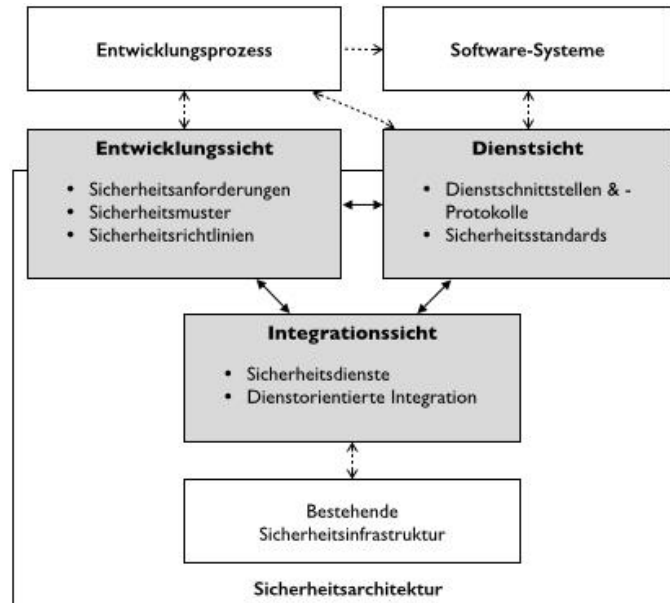 Entwicklungsprozess
Software-Systeme
Entwicklungssicht
• Sicherheitsanforderungen
• Sicherheitsmuster
• Sicherheitsrichtlinien
Dienstsicht
• Dienstschnittstellen & -
Protokolle
• Sicherheitsstandards
Integrationssicht
• Sicherheitsdienste
• Dienstorientierte Integration
Bestehende
Sicherheitsinfrastruktur
Sicherheitsarchitektur